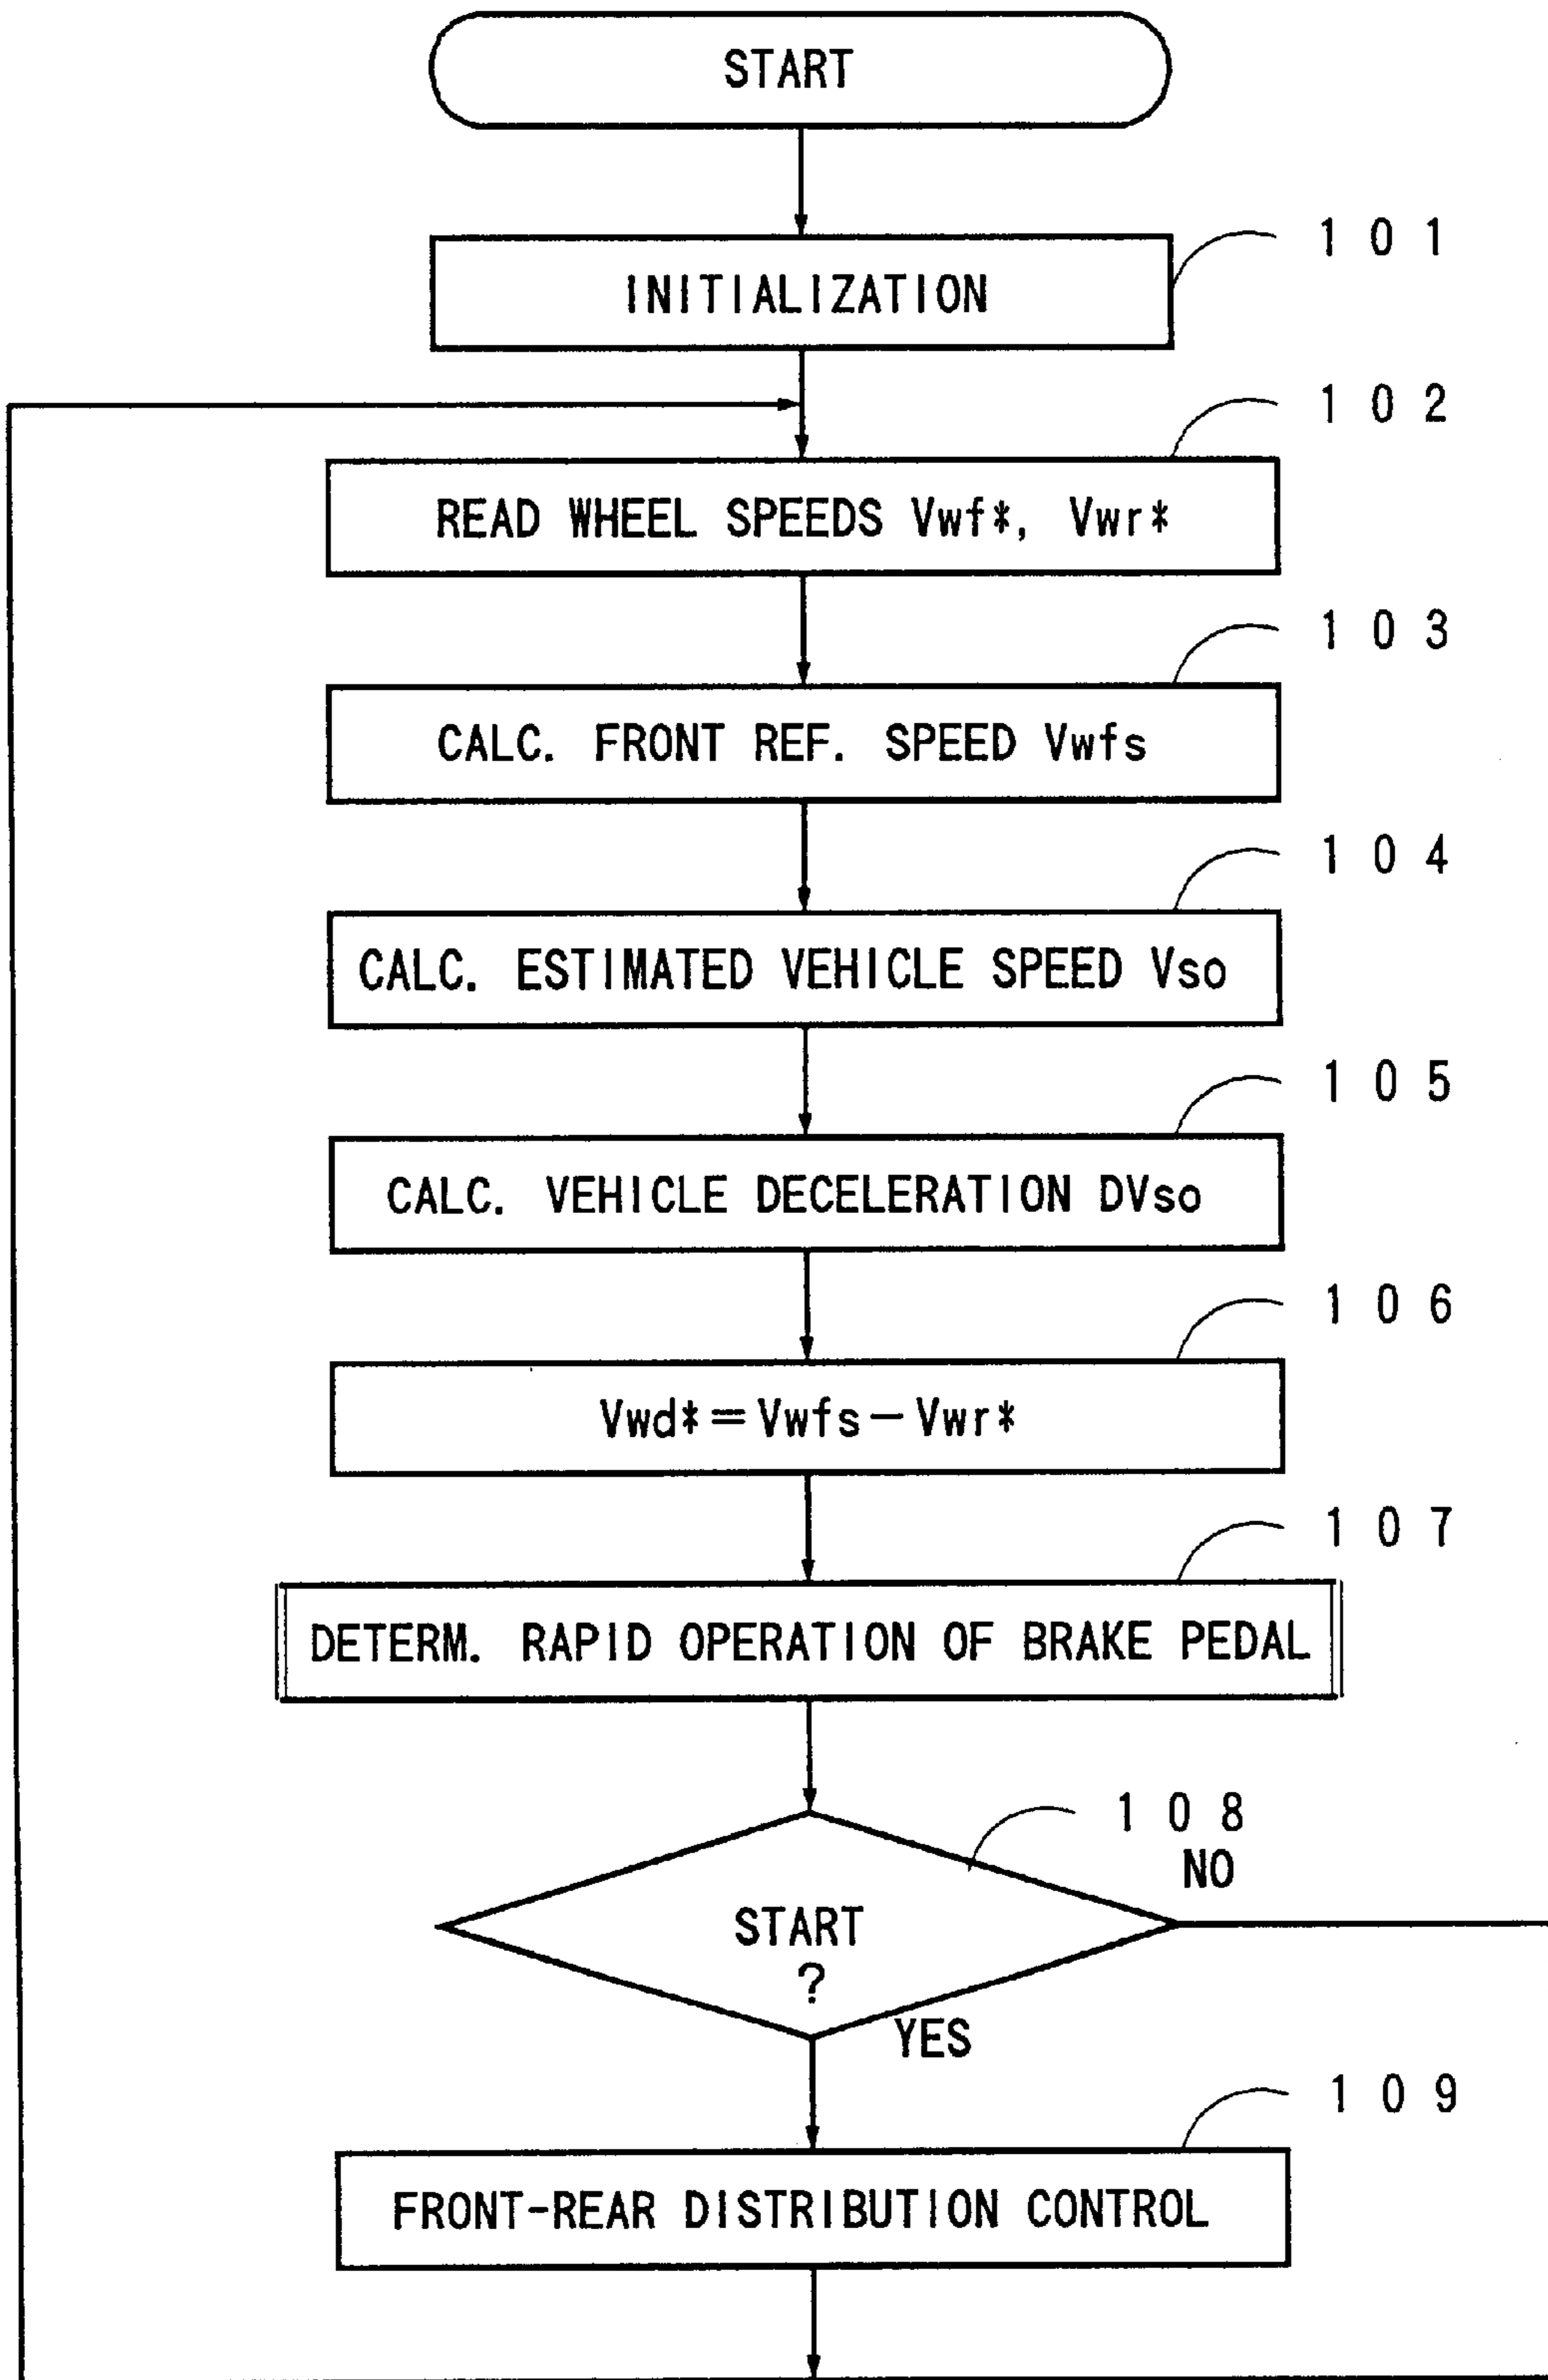 START
101
INITIALIZATION
102
READ WHEEL SPEEDS Vwf*, Vwr*
103
CALC. FRONT REF. SPEED Vwfs
104
CALC. ESTIMATED VEHICLE SPEED Vso
105
CALC. VEHICLE DECELERATION DVso
106
Vwd*=Vwfs-Vwr*
107
DETERM. RAPID OPERATION OF BRAKE PEDAL
108
NO
START
?
YES
109
FRONT-REAR DISTRIBUTION CONTROL